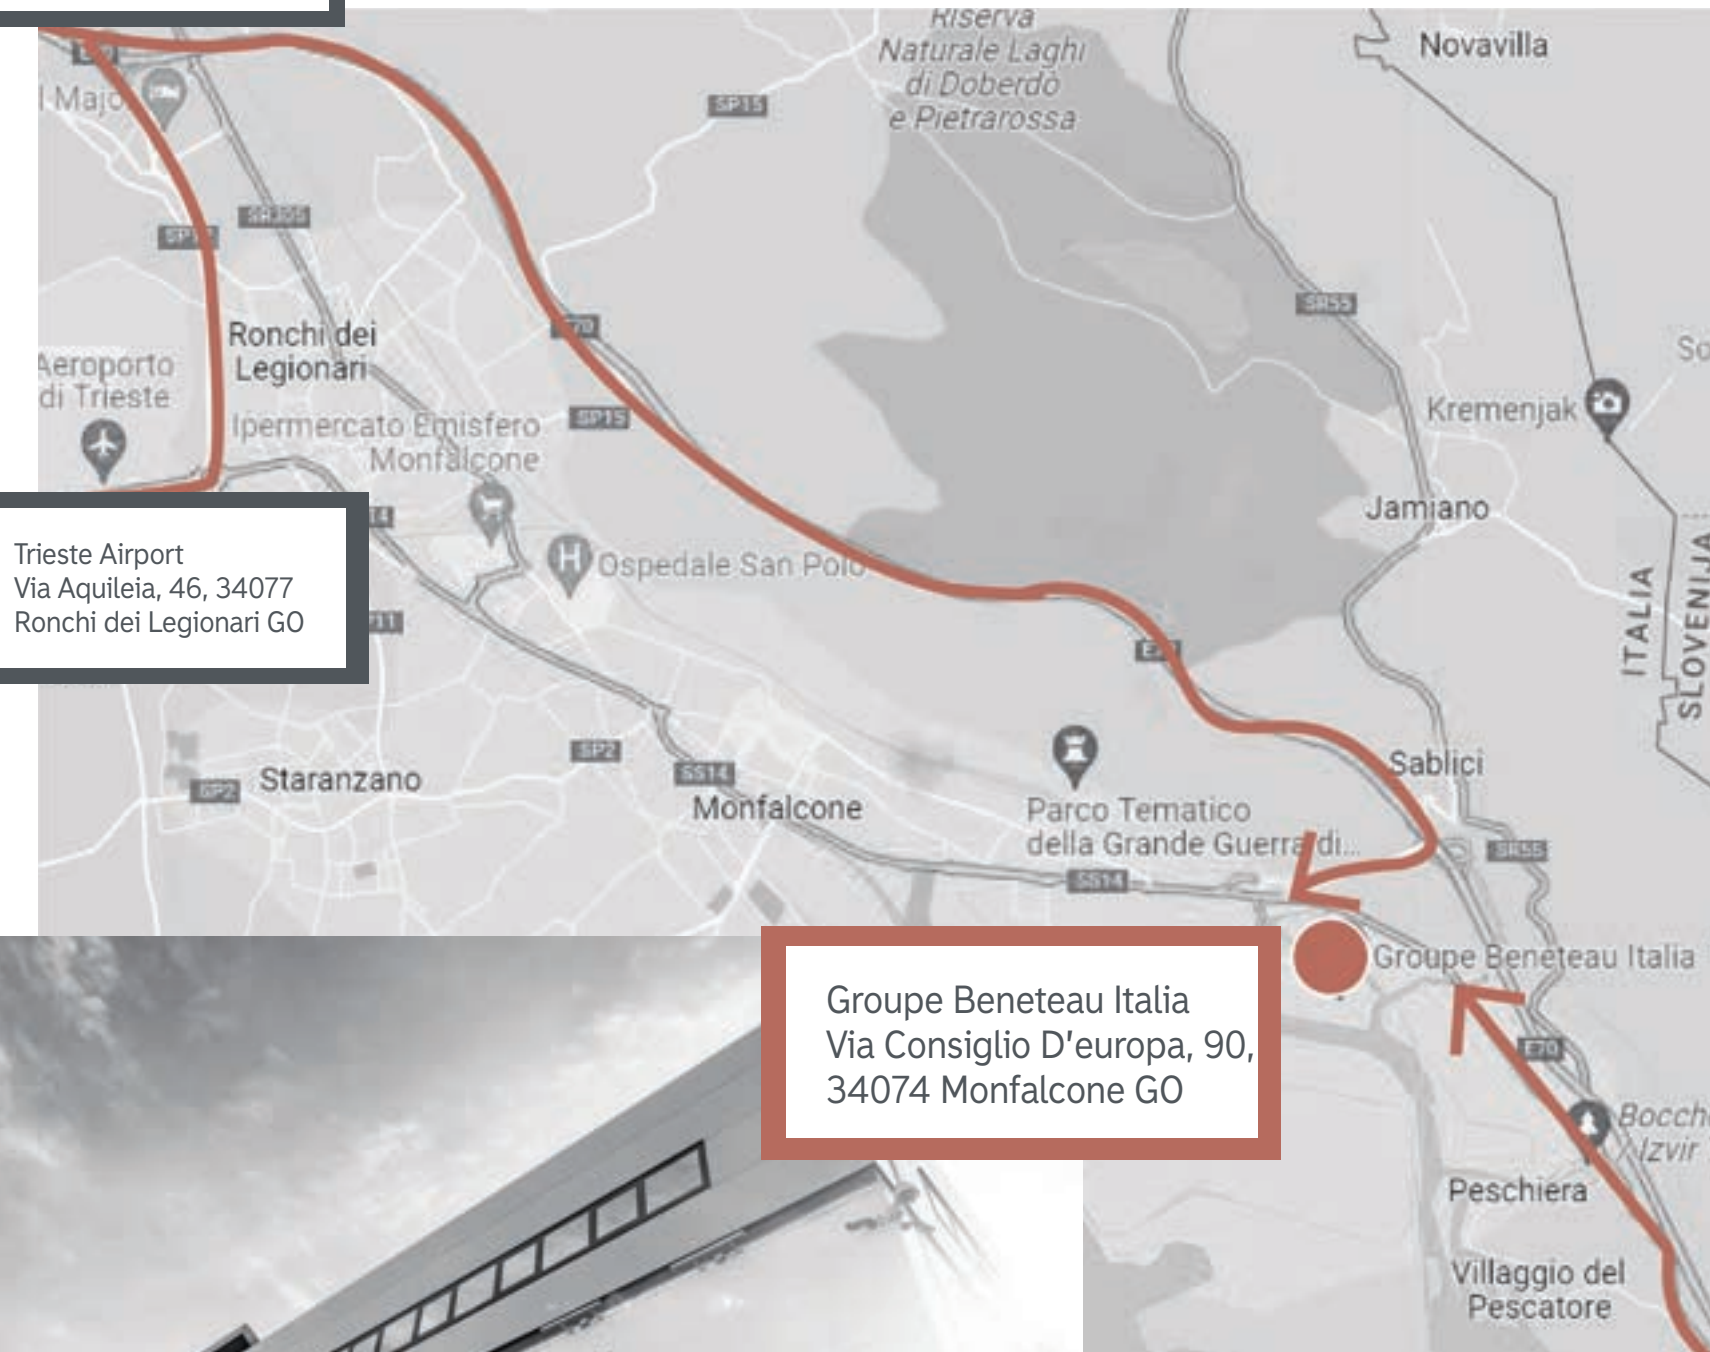 Riserva
Naturale Laghi
di Doberdò
e Pietrarossa
Novavilla
SP15
SR305
SR55
Ronchi dei
Legionari
Aeroporto
di Trieste
E70
SP15
Ipermercato Emisfero
Monfalcone
Kremenjak
Jamiano
Ospedale San Polo
Trieste Airport
Via Aquileia, 46, 34077
Ronchi dei Legionari GO
ITALIA
SLOVENIJA
SP2
SP2
Staranzano
SS14
Monfalcone
Sablici
Parco Tematico
della Grande Guerra di...
SS14
SR55
Groupe Beneteau Italia
Groupe Beneteau Italia
Via Consiglio D'europa, 90,
34074 Monfalcone GO
E70
Izvir
Peschiera
Villaggio del
Pescatore